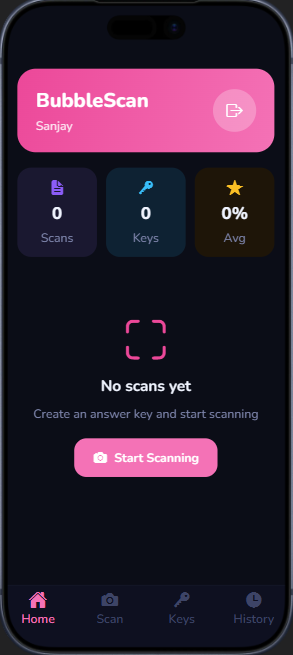 BubbleScan
Sanjay
0
Scans
0
Keys
0%
Avg
No scans yet
Create an answer key and start scanning
Start Scanning
Home
Scan
Keys
History